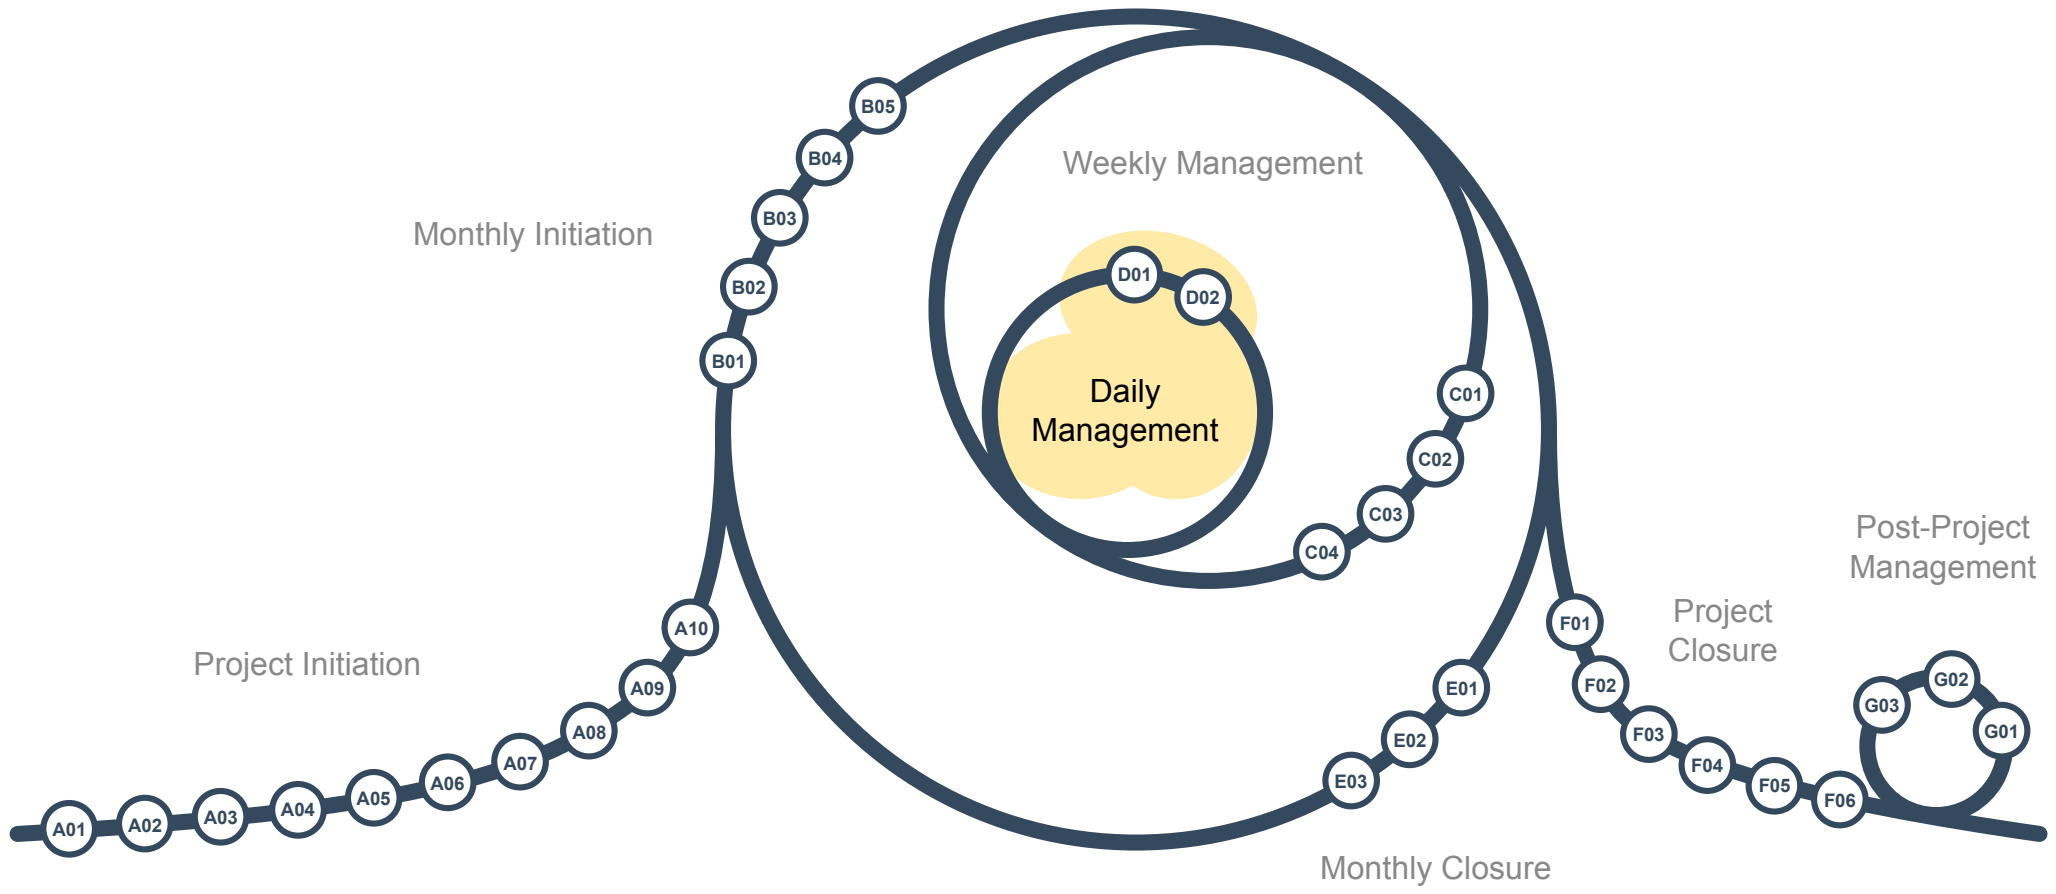 Project Initiation
A01
A02
A03
A04
A05
A06
A07
A08
A09
A10
Monthly Initiation
B01
B02
B03
B04
B05
Weekly Management
C01
C02
C03
C04
Daily
Management
D01
D02
Monthly Closure
E01
E02
E03
Project
Closure
F01
F02
F03
F04
F05
F06
Post-Project
Management
G01
G02
G03